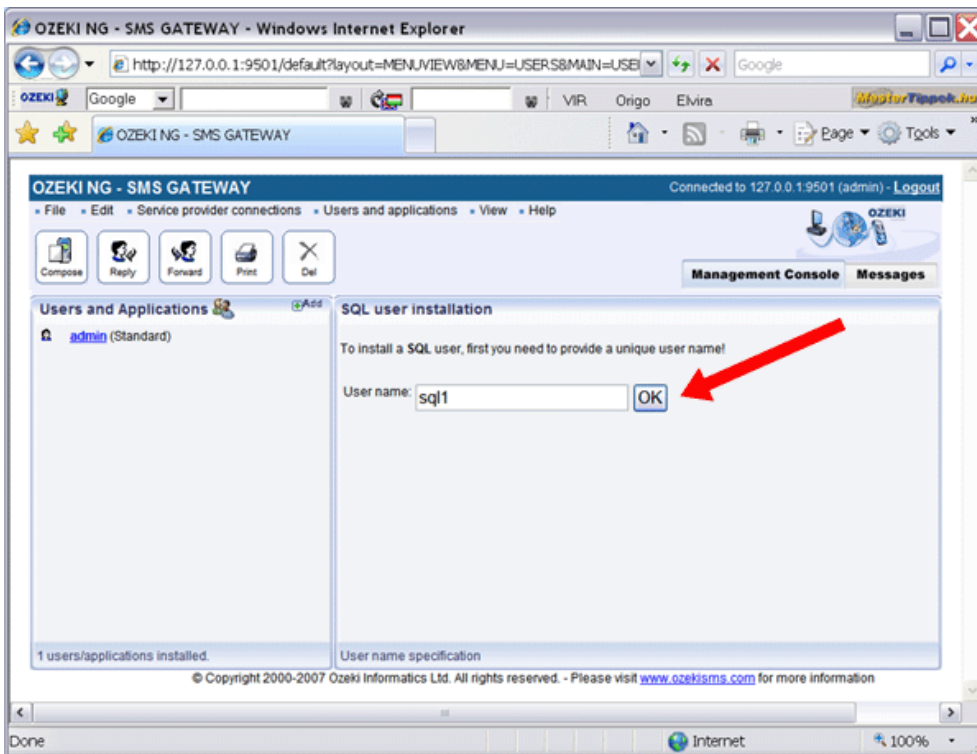 OZEKI NG - SMS GATEWAY - Windows Internet Explorer
http://127.0.0.1:9501/default?layout=MENUVIEW&MENU=USERS&MAIN=USE
Google
OZEKI Google VIR Origo Elvira
OZEKI NG - SMS GATEWAY Page Tools
OZEKI NG - SMS GATEWAY Connected to 127.0.0.1:9501 (admin) - Logout
File Edit Service provider connections Users and applications View Help
OZEKI
Compose Reply Forward Print Del
Management Console Messages
Users and Applications Add
admin (Standard)
1 users/applications installed.
SQL user installation
To install a SQL user, first you need to provide a unique user name!
User name: sql1 OK
User name specification
© Copyright 2000-2007 Ozeki Informatics Ltd. All rights reserved. - Please visit www.ozekisms.com for more information
Done Internet 100%